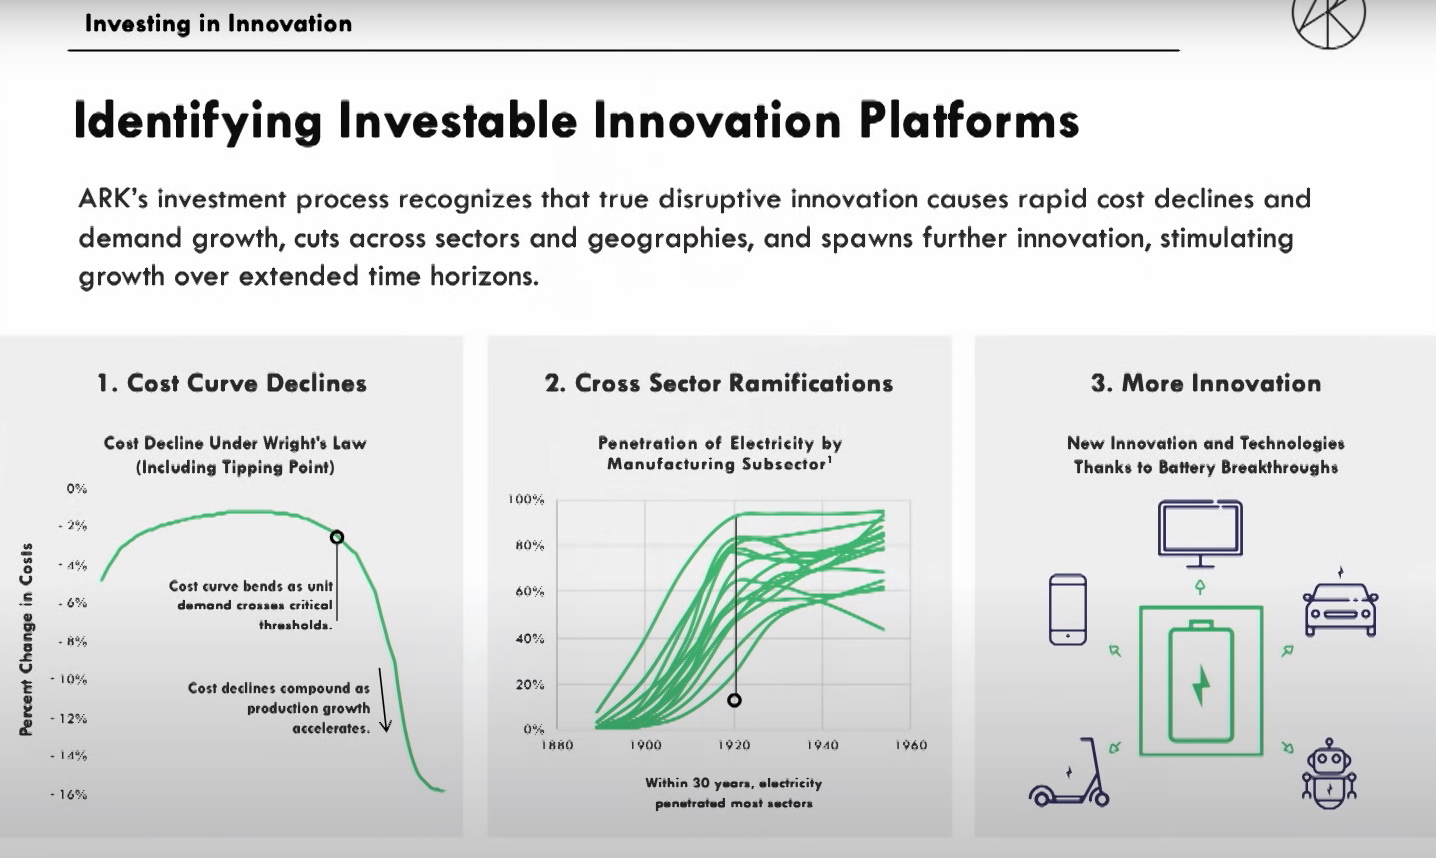 Investing in Innovation
ARK
Identifying Investable Innovation Platforms
ARK's investment process recognizes that true disruptive innovation causes rapid cost declines and
demand growth, cuts across sectors and geographies, and spawns further innovation, stimulating
growth over extended time horizons.
1. Cost Curve Declines
Cost Decline Under Wright's Law
(Including Tipping Point)
Percent Change in Costs
0%
- 2%
- 4%
- 6%
- 8%
- 10%
- 12%
- 14%
- 16%
Cost curve bends as unit
demand crosses critical
thresholds.
Cost declines compound as
production growth
accelerates.
2. Cross Sector Ramifications
Penetration of Electricity by
Manufacturing Subsector¹
100%
80%
60%
40%
20%
0%
1880 1900 1920 1940 1960
Within 30 years, electricity
penetrated most sectors
3. More Innovation
New Innovation and Technologies
Thanks to Battery Breakthroughs